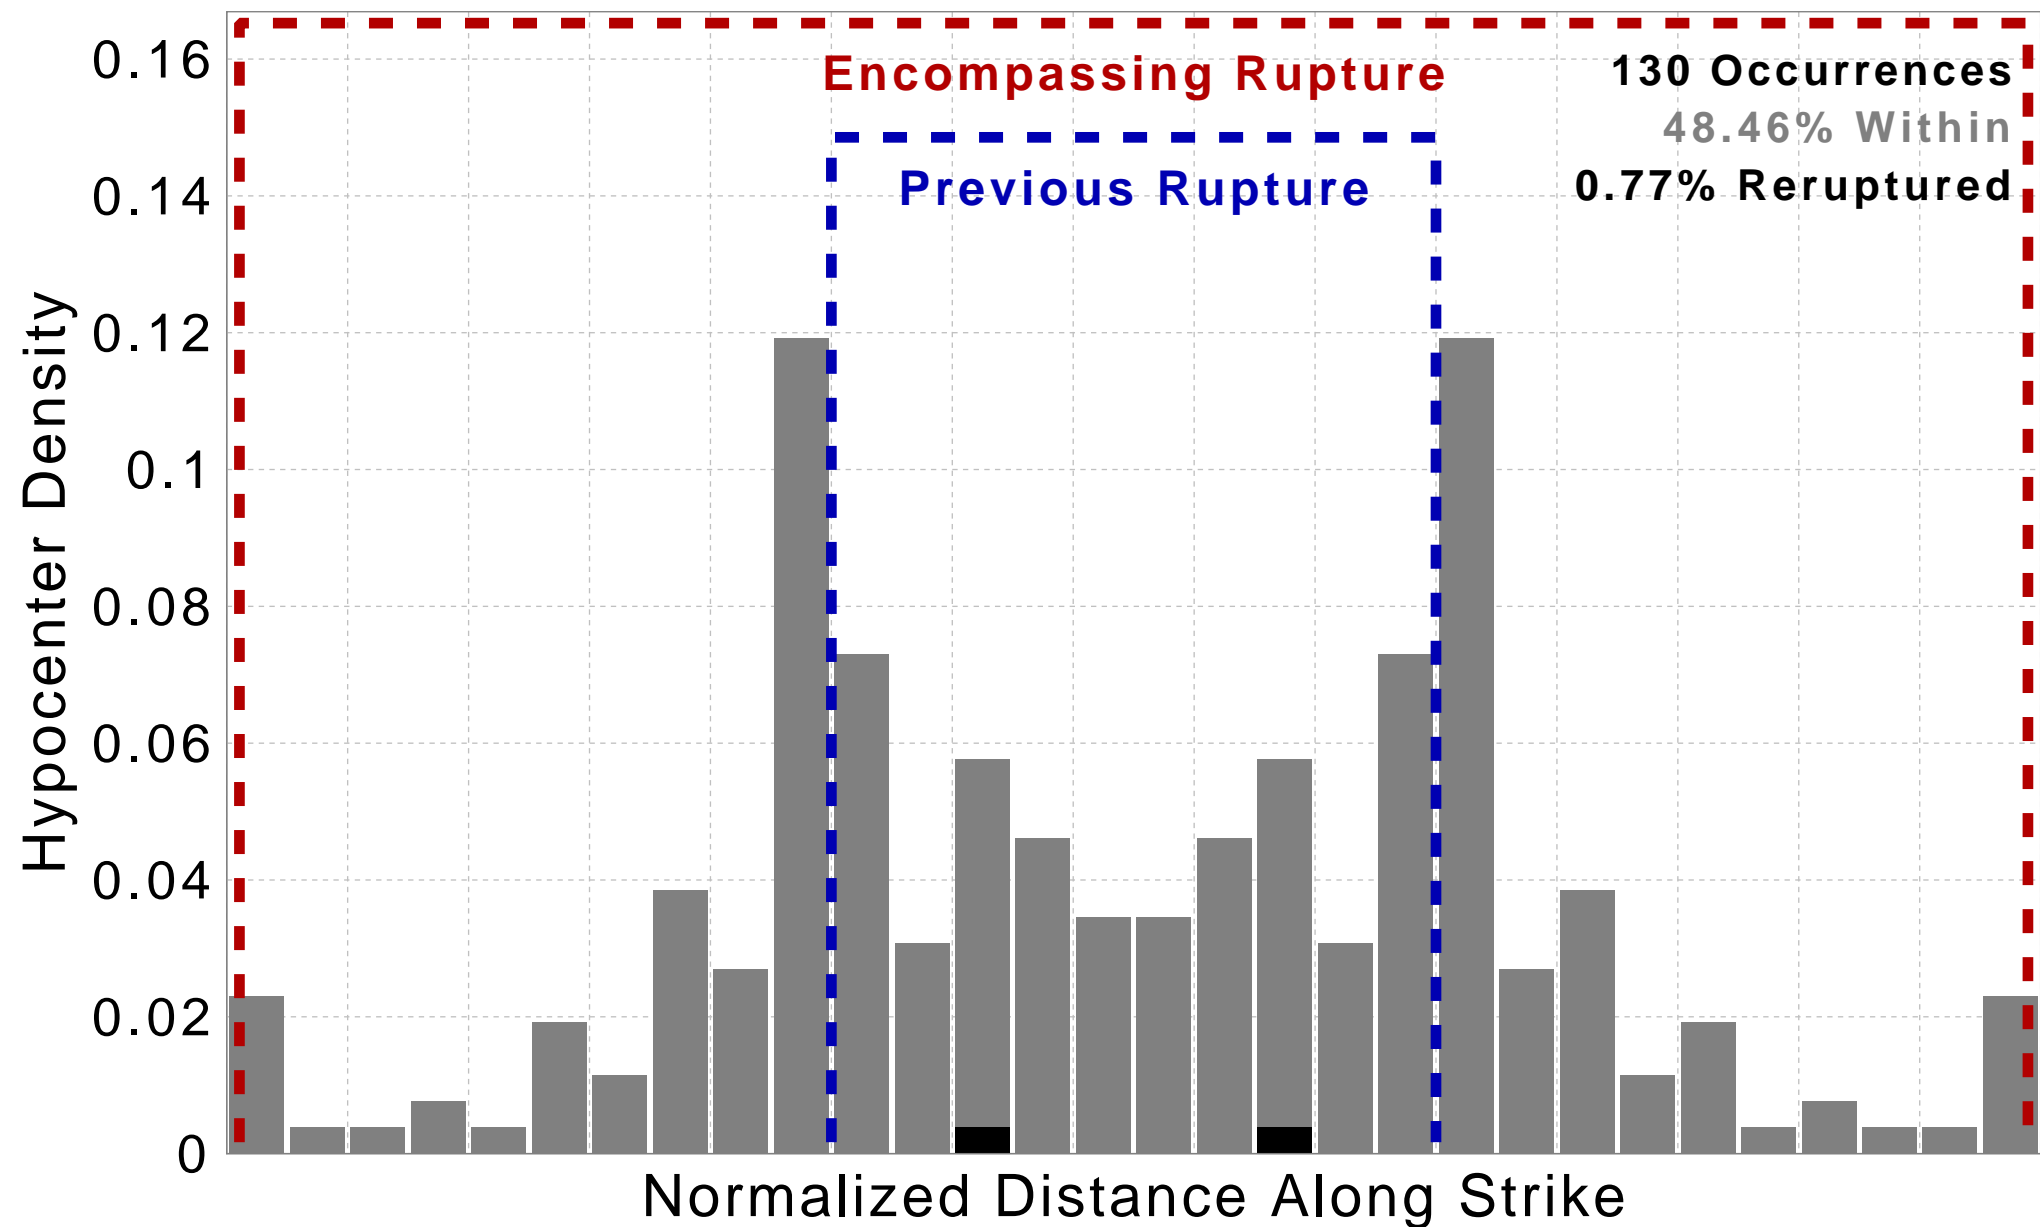 0.16
0.14
0.12
0.1
0.08
0.06
0.04
0.02
0
Hypocenter Density
Encompassing Rupture
Previous Rupture
130 Occurrences
48.46% Within
0.77% Reruptured
Normalized Distance Along Strike